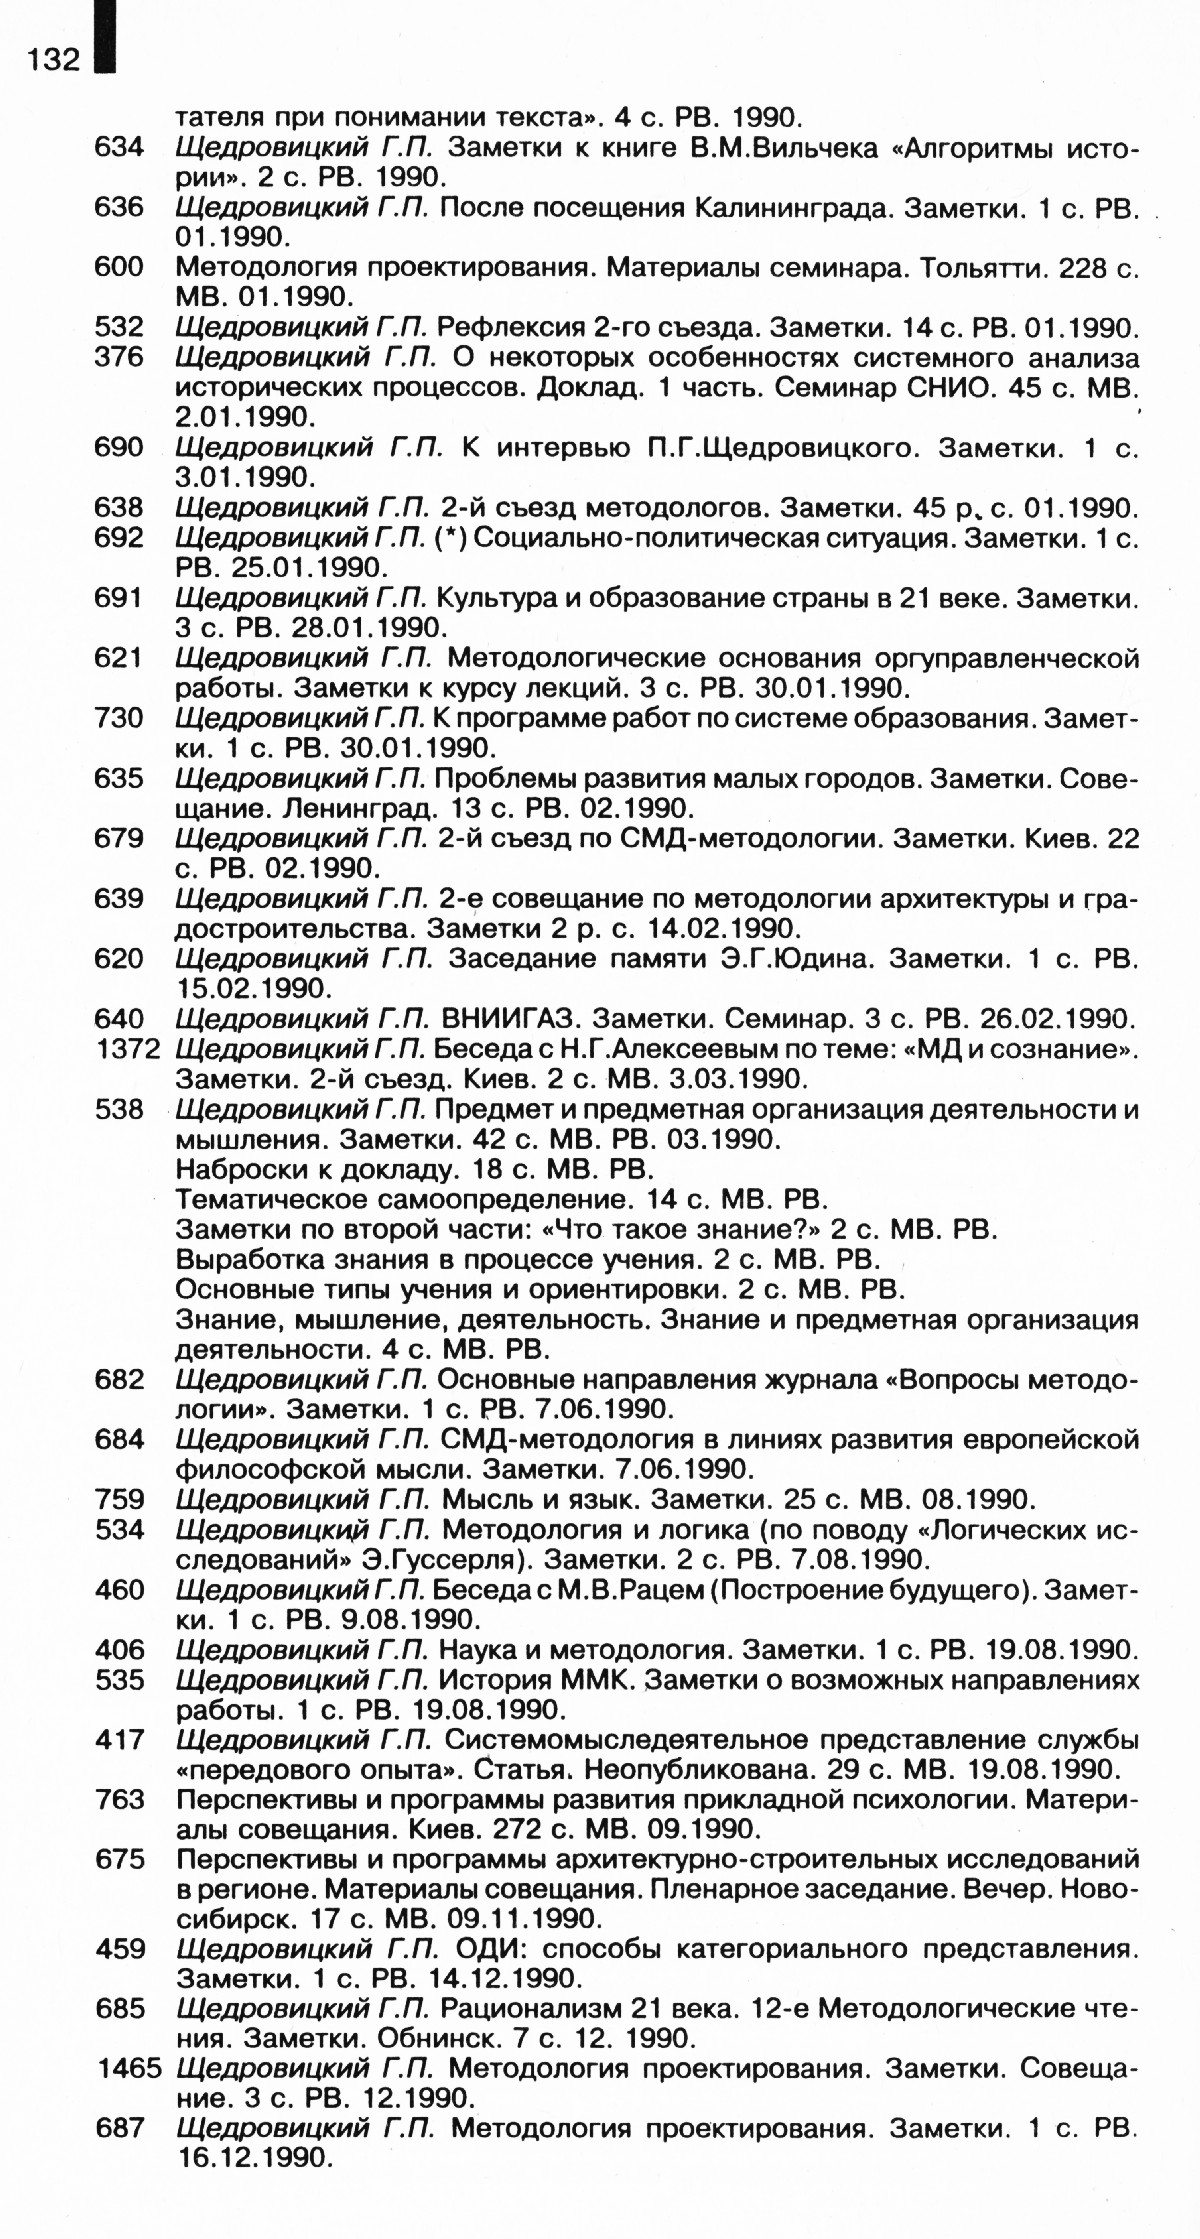 132
тателя при понимании текста». 4 с. РВ. 1990.
634 Щедровицкий Г.П. Заметки к книге В.М.Вильчека «Алгоритмы исто-
рии». 2 с. РВ. 1990.
636 Щедровицкий Г.П. После посещения Калининграда. Заметки. 1 с. РВ.
01.1990.
600 Методология проектирования. Материалы семинара. Тольятти. 228 с.
МВ. 01.1990.
532 Щедровицкий Г.П. Рефлексия 2-го съезда. Заметки. 14 с. РВ. 01.1990.
376 Щедровицкий Г.П. О некоторых особенностях системного анализа
исторических процессов. Доклад. 1 часть. Семинар СНИО. 45 с. МВ.
2.01.1990.
690 Щедровицкий Г.П. К интервью П.Г.Щедровицкого. Заметки. 1 с.
3.01.1990.
638 Щедровицкий Г.П. 2-й съезд методологов. Заметки. 45 р. с. 01.1990.
692 Щедровицкий Г.П. (*) Социально-политическая ситуация. Заметки. 1 с.
РВ. 25.01.1990.
691 Щедровицкий Г.П. Культура и образование страны в 21 веке. Заметки.
3 с. РВ. 28.01.1990.
621 Щедровицкий Г.П. Методологические основания оргуправленческой
работы. Заметки к курсу лекций. 3 с. РВ. 30.01.1990.
730 Щедровицкий Г.П. К программе работ по системе образования. Замет-
ки. 1 с. РВ. 30.01.1990.
635 Щедровицкий Г.П. Проблемы развития малых городов. Заметки. Сове-
щание. Ленинград. 13 с. РВ. 02.1990.
679 Щедровицкий Г.П. 2-й съезд по СМД-методологии. Заметки. Киев. 22
с. РВ. 02.1990.
639 Щедровицкий Г.П. 2-е совещание по методологии архитектуры и гра-
достроительства. Заметки 2 р. с. 14.02.1990.
620 Щедровицкий Г.П. Заседание памяти Э.Г.Юдина. Заметки. 1 с. РВ.
15.02.1990.
640 Щедровицкий Г.П. ВНИИГАЗ. Заметки. Семинар. 3 с. РВ. 26.02.1990.
1372 Щедровицкий Г.П. Беседа с Н.Г.Алексеевым по теме: «МД и сознание».
Заметки. 2-й съезд. Киев. 2 с. МВ. 3.03.1990.
538 Щедровицкий Г.П. Предмет и предметная организация деятельности и
мышления. Заметки. 42 с. МВ. РВ. 03.1990.
Наброски к докладу. 18 с. МВ. РВ.
Тематическое самоопределение. 14 с. МВ. РВ.
Заметки по второй части: «Что такое знание?» 2 с. МВ. РВ.
Выработка знания в процессе учения. 2 с. МВ. РВ.
Основные типы учения и ориентировки. 2 с. МВ. РВ.
Знание, мышление, деятельность. Знание и предметная организация
деятельности. 4 с. МВ. РВ.
682 Щедровицкий Г.П. Основные направления журнала «Вопросы методо-
логии». Заметки. 1 с. РВ. 7.06.1990.
684 Щедровицкий Г.П. СМД-методология в линиях развития европейской
философской мысли. Заметки. 7.06.1990.
759 Щедровицкий Г.П. Мысль и язык. Заметки. 25 с. МВ. 08.1990.
534 Щедровицкий Г.П. Методология и логика (по поводу «Логических ис-
следований» Э.Гуссерля). Заметки. 2 с. РВ. 7.08.1990.
460 Щедровицкий Г.П. Беседа с М.В.Рацем (Построение будущего). Замет-
ки. 1 с. РВ. 9.08.1990.
406 Щедровицкий Г.П. Наука и методология. Заметки. 1 с. РВ. 19.08.1990.
535 Щедровицкий Г.П. История ММК. Заметки о возможных направлениях
работы. 1 с. РВ. 19.08.1990.
417 Щедровицкий Г.П. Системомыследеятельное представление службы
«передового опыта». Статья. Неопубликована. 29 с. МВ. 19.08.1990.
763 Перспективы и программы развития прикладной психологии. Матери-
алы совещания. Киев. 272 с. МВ. 09.1990.
675 Перспективы и программы архитектурно-строительных исследований
в регионе. Материалы совещания. Пленарное заседание. Вечер. Ново-
сибирск. 17 с. МВ. 09.11.1990.
459 Щедровицкий Г.П. ОДИ: способы категориального представления.
Заметки. 1 с. РВ. 14.12.1990.
685 Щедровицкий Г.П. Рационализм 21 века. 12-е Методологические чте-
ния. Заметки. Обнинск. 7 с. 12. 1990.
1465 Щедровицкий Г.П. Методология проектирования. Заметки. Совеща-
ние. 3 с. РВ. 12.1990.
687 Щедровицкий Г.П. Методология проектирования. Заметки. 1 с. РВ.
16.12.1990.